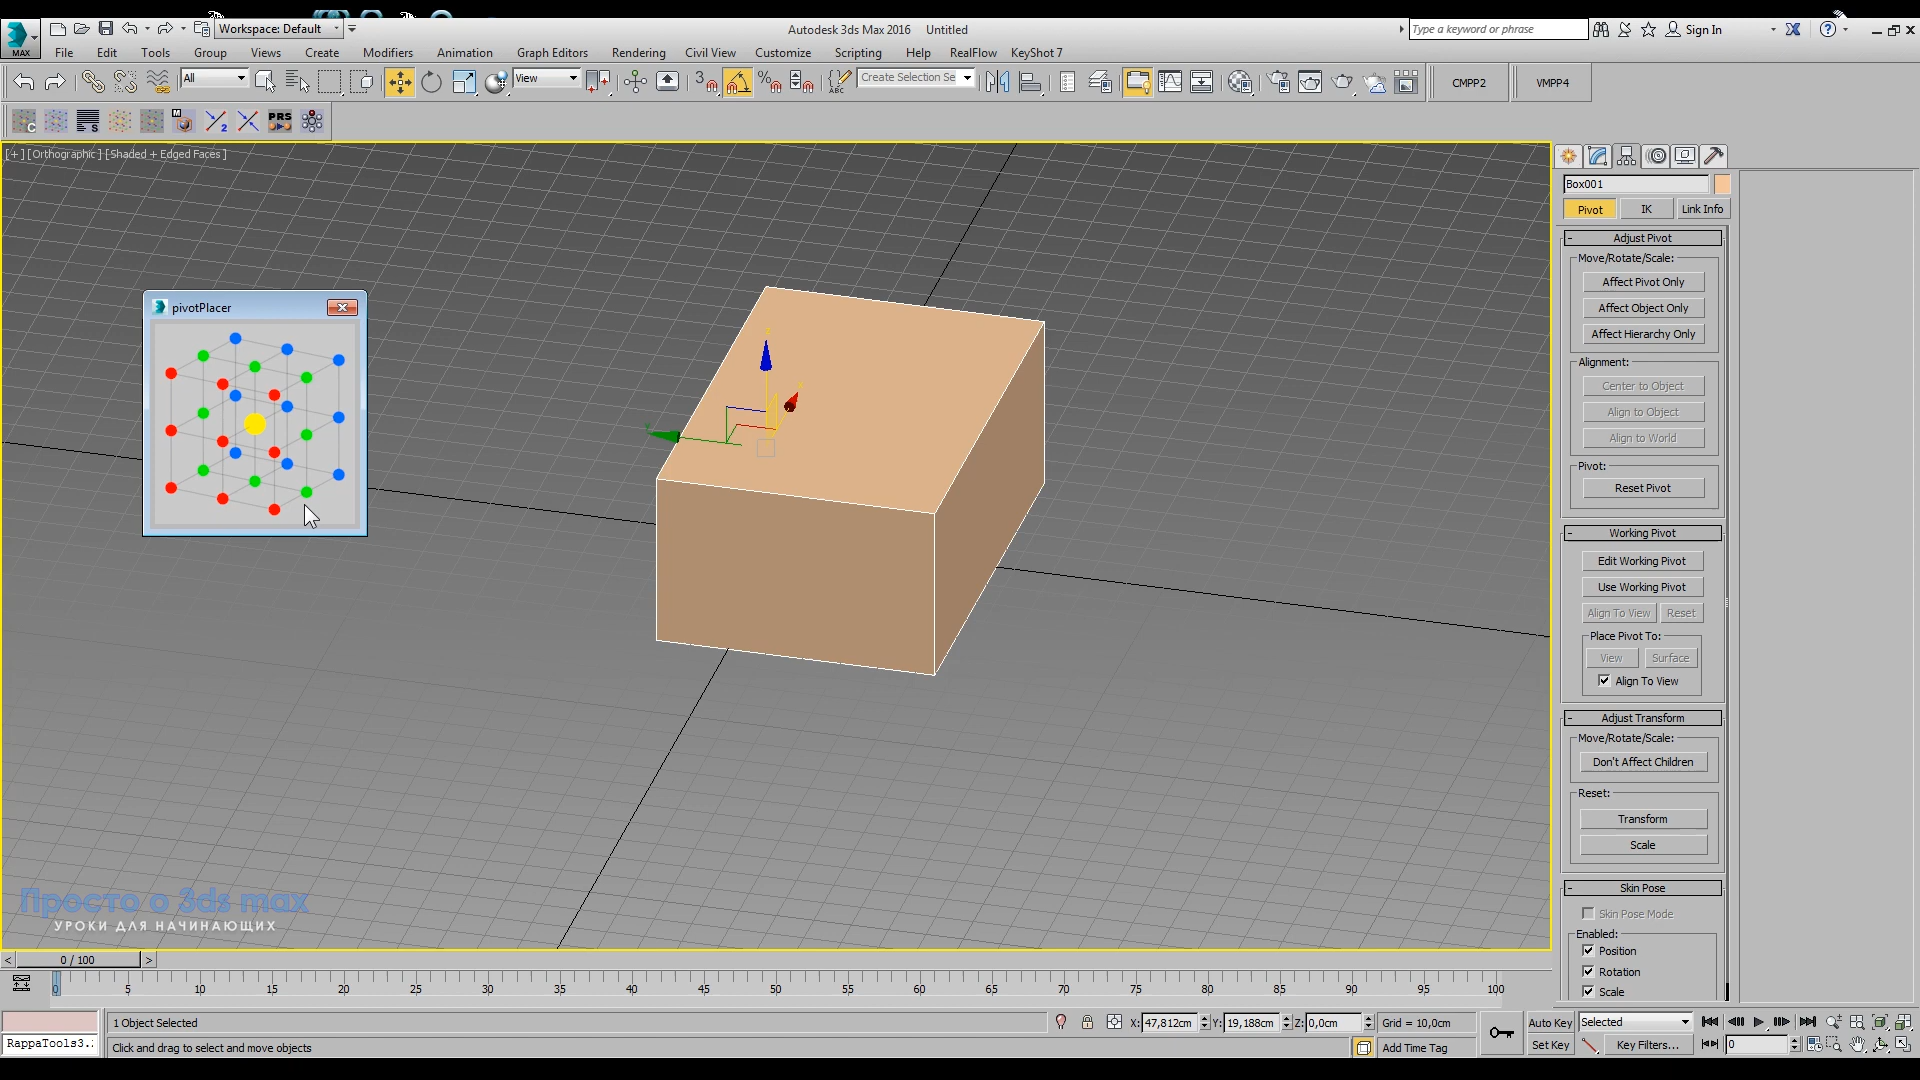 Workspace: Default
Autodesk 3ds Max 2016 Untitled
Type a keyword or phrase
Sign In
MAX
File Edit Tools Group Views Create Modifiers Animation Graph Editors Rendering Civil View Customize Scripting Help RealFlow KeyShot 7
All
View
3
ABC
Create Selection Se
CMPP2
VMPP4
C
S
M
2
PRS
[+] [Orthographic] [Shaded + Edged Faces]
Box001
Pivot IK Link Info
- Adjust Pivot
Move/Rotate/Scale:
Affect Pivot Only
Affect Object Only
Affect Hierarchy Only
Alignment:
Center to Object
Align to Object
Align to World
Pivot:
Reset Pivot
- Working Pivot
Edit Working Pivot
Use Working Pivot
Align To View Reset
Place Pivot To:
View Surface
Align To View
- Adjust Transform
Move/Rotate/Scale:
Don't Affect Children
Reset:
Transform
Scale
- Skin Pose
Skin Pose Mode
Enabled:
Position
Rotation
Scale
pivotPlacer
Просто о 3ds max
УРОКИ ДЛЯ НАЧИНАЮЩИХ
< 0 / 100 >
0 5 10 15 20 25 30 35 40 45 50 55 60 65 70 75 80 85 90 95 100
1 Object Selected
X: 47,812cm Y: 19,188cm Z: 0,0cm Grid = 10,0cm
Auto Key Selected
RappaTools3.
Click and drag to select and move objects
Add Time Tag
Set Key Key Filters... 0